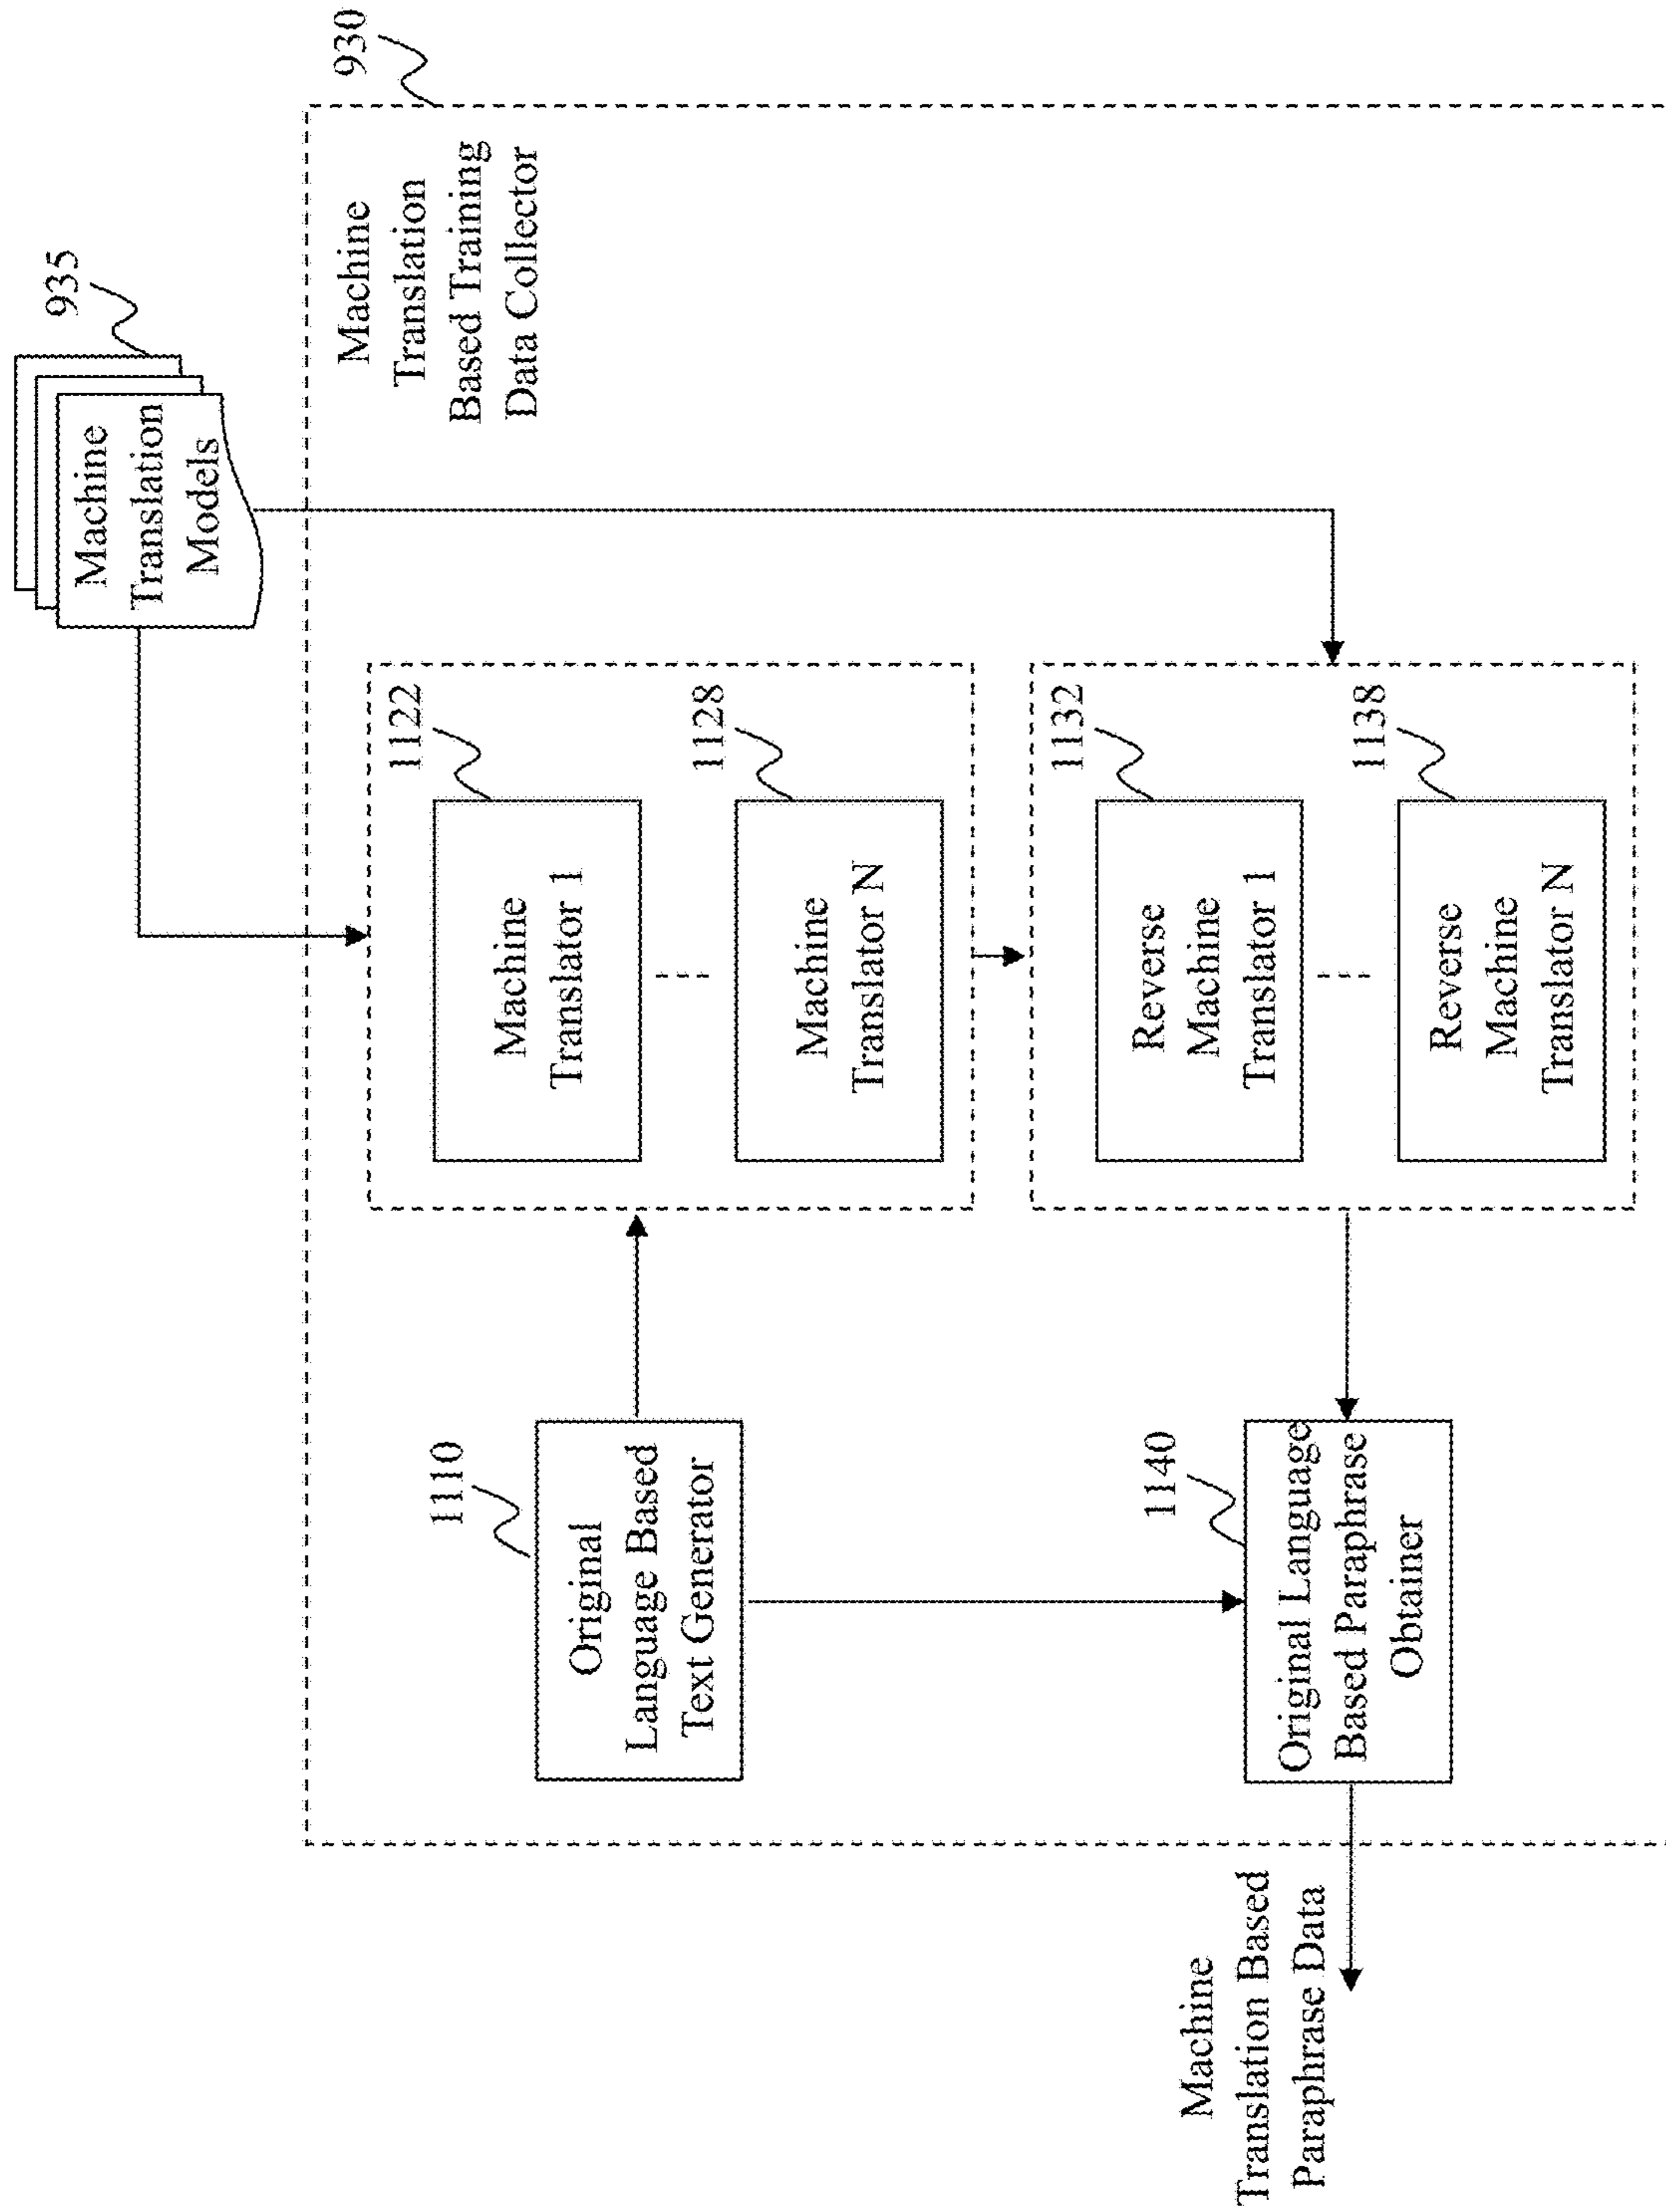 935
Machine
Translation
Models
930
Machine
Translation
Based Training
Data Collector
1110
Original
Language Based
Text Generator
1122
Machine
Translator 1
1128
Machine
Translator N
1132
Reverse
Machine
Translator 1
1138
Reverse
Machine
Translator N
1140
Original Language
Based Paraphrase
Obtainer
Machine
Translation Based
Paraphrase Data